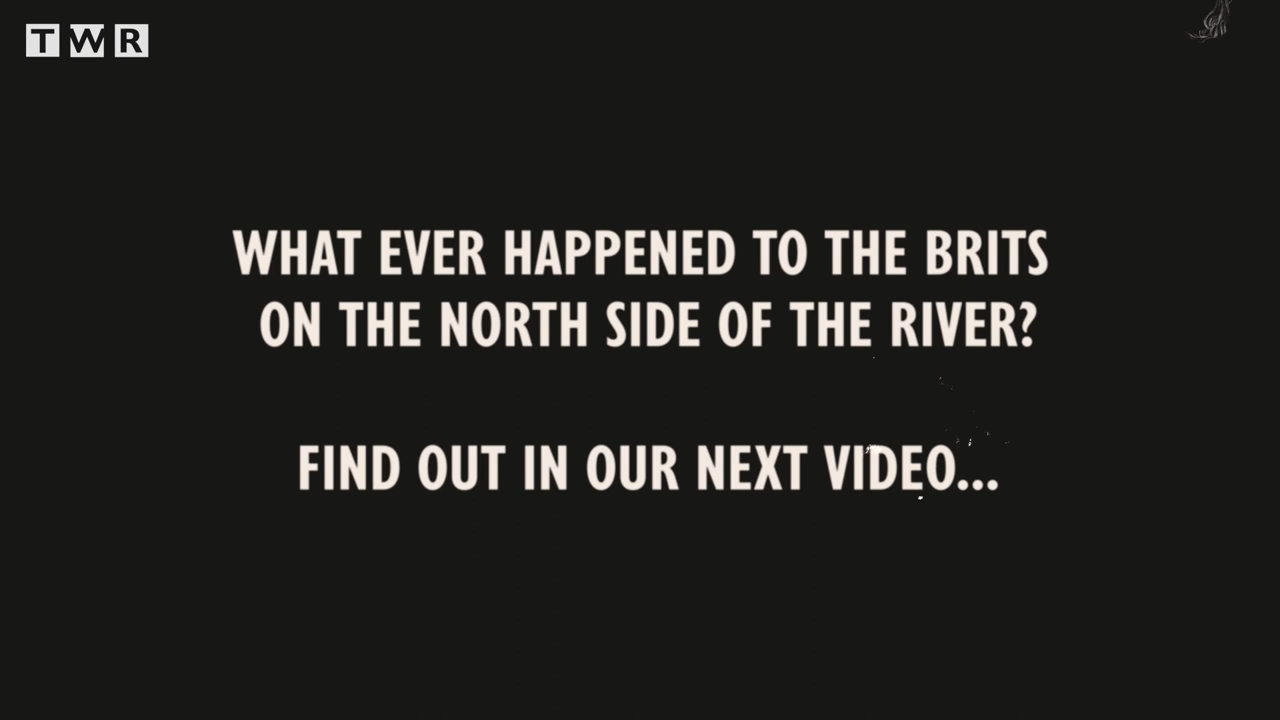 TWR
WHAT EVER HAPPENED TO THE BRITS
ON THE NORTH SIDE OF THE RIVER?
FIND OUT IN OUR NEXT VIDEO...